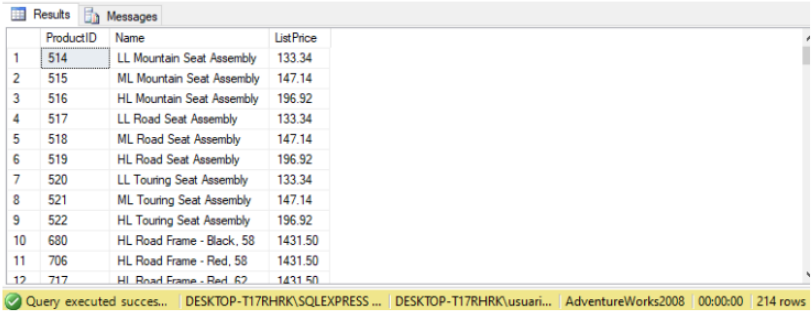 Results Messages
ProductID Name ListPrice
1 514 LL Mountain Seat Assembly 133.34
2 515 ML Mountain Seat Assembly 147.14
3 516 HL Mountain Seat Assembly 196.92
4 517 LL Road Seat Assembly 133.34
5 518 ML Road Seat Assembly 147.14
6 519 HL Road Seat Assembly 196.92
7 520 LL Touring Seat Assembly 133.34
8 521 ML Touring Seat Assembly 147.14
9 522 HL Touring Seat Assembly 196.92
10 680 HL Road Frame - Black, 58 1431.50
11 706 HL Road Frame - Red, 58 1431.50
12 717 HL Road Frame - Red, 62 1431.50
Query executed succes... DESKTOP-T17RHRK\SQLEXPRESS ... DESKTOP-T17RHRK\usuari... AdventureWorks2008 00:00:00 214 rows